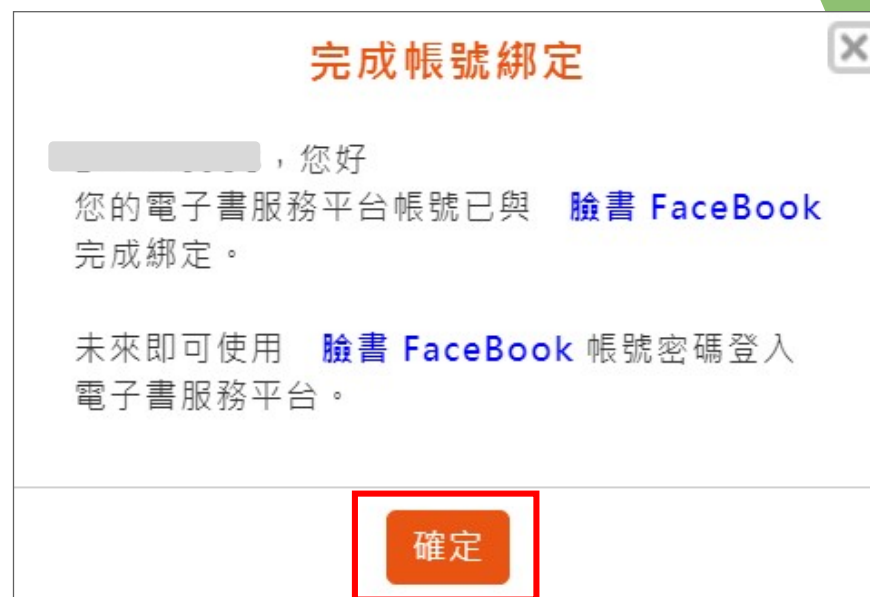 完成帳號綁定
，您好
您的電子書服務平台帳號已與 臉書 FaceBook
完成綁定。
未來即可使用 臉書 FaceBook 帳號密碼登入
電子書服務平台。
確定